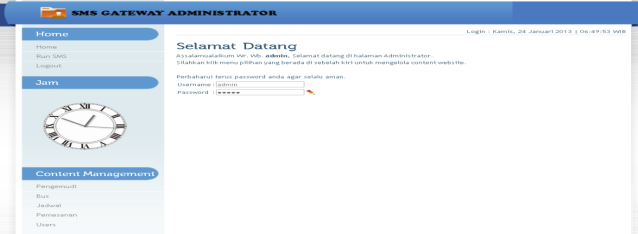 SMS GATEWAY ADMINISTRATOR
Login : Kamis, 24 Januari 2013 | 06:49:53 WIB
Home
Home
Run SMS
Logout
Jam
Content Management
Pengemudi
Bus
Jadwal
Pemesanan
Users
Selamat Datang
Assalamualaikum Wr. Wb. admin, Selamat datang di halaman Administrator.
Silahkan klik menu pilihan yang berada di sebelah kiri untuk mengelola content website.
Perbaharui terus password anda agar selalu aman.
Username : admin
Password : •••••